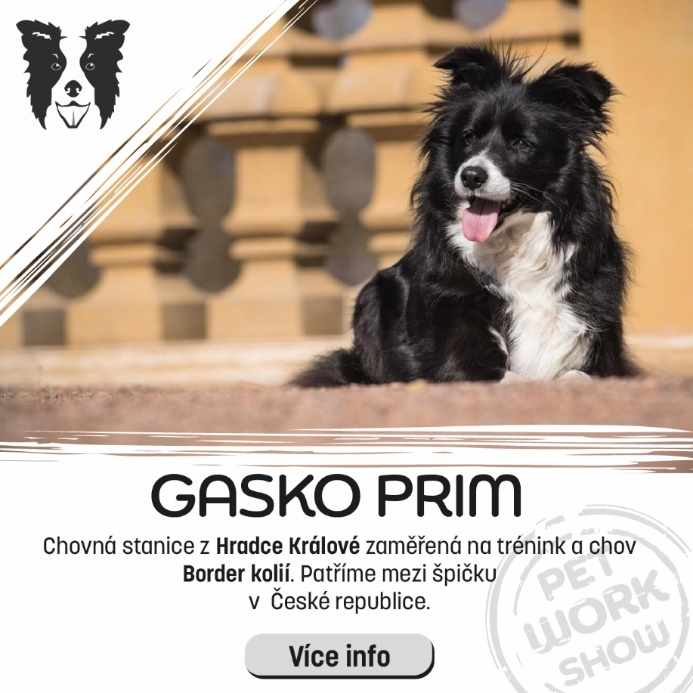 GASKO PRIM
Chovná stanice z Hradce Králové zaměřená na trénink a chov
Border kolií. Patříme mezi špičku
v České republice.
Více info
PET
WORK
SHOW